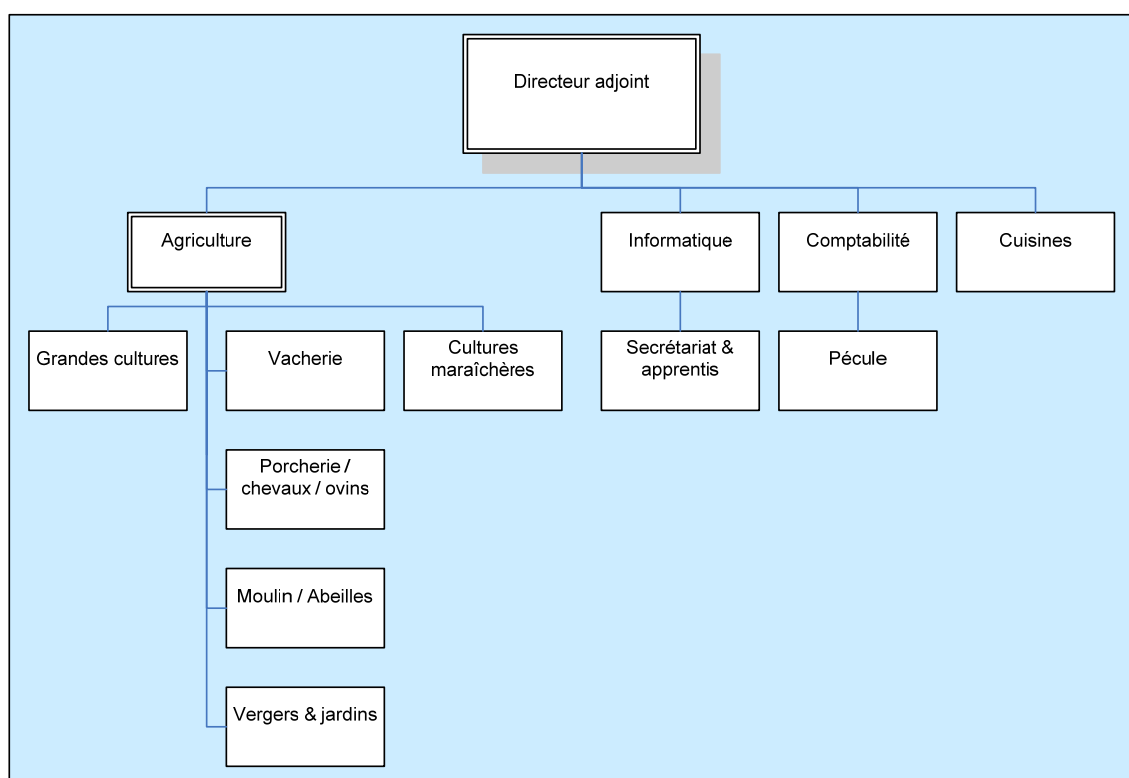 Directeur adjoint
Agriculture
Informatique
Comptabilité
Cuisines
Grandes cultures
Vacherie
Cultures
maraîchères
Secrétariat &
apprentis
Pécule
Porcherie /
chevaux / ovins
Moulin / Abeilles
Vergers & jardins